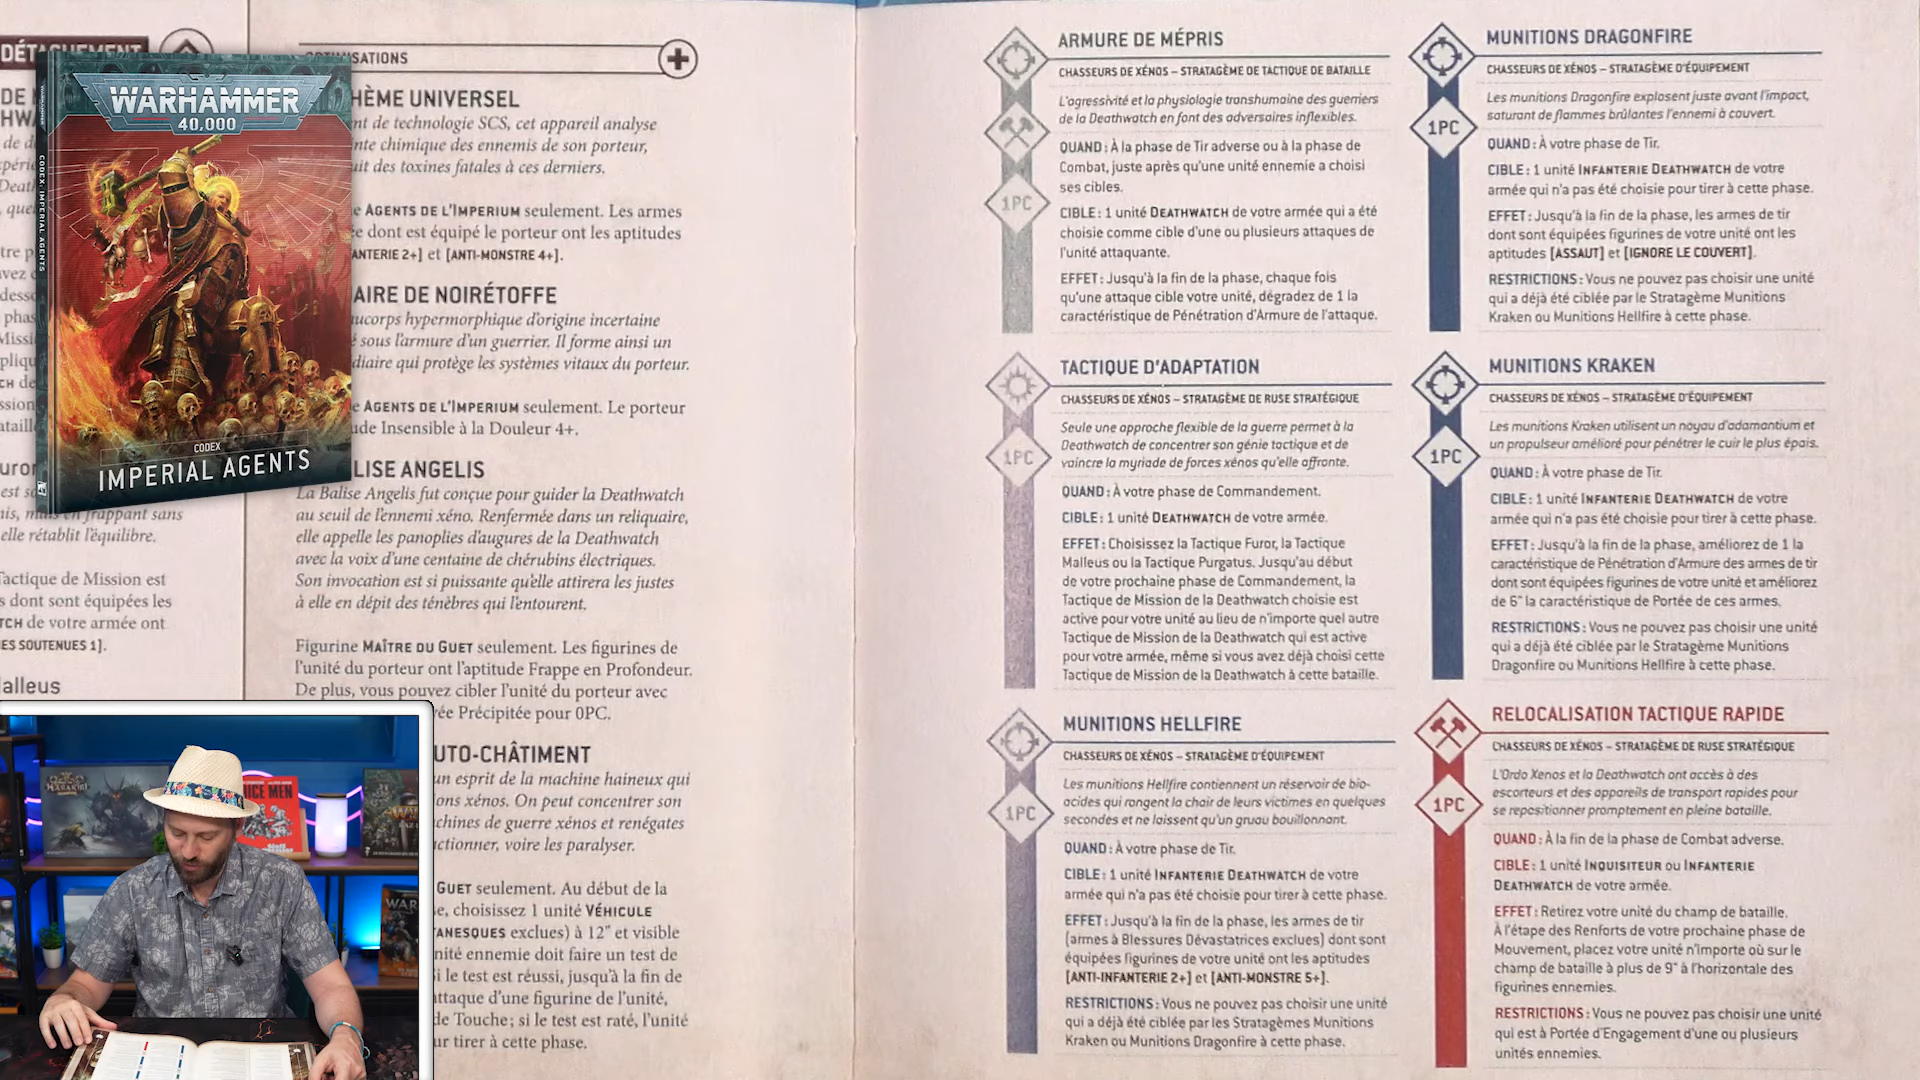 DÉTACHEMENT
OPTIMISATIONS
HÈME UNIVERSEL
nt de technologie SCS, cet appareil analyse
nte chimique des ennemis de son porteur,
uit des toxines fatales à ces derniers.
e AGENTS DE L'IMPERIUM seulement. Les armes
e dont est équipé le porteur ont les aptitudes
ANTERIE 2+] et [ANTI-MONSTRE 4+].
AIRE DE NOIRÉTOFFE
ucorps hypermorphique d'origine incertaine
é sous l'armure d'un guerrier. Il forme ainsi un
diaire qui protège les systèmes vitaux du porteur.
e AGENTS DE L'IMPERIUM seulement. Le porteur
ude Insensible à la Douleur 4+.
LISE ANGELIS
La Balise Angelis fut conçue pour guider la Deathwatch
au seuil de l'ennemi xéno. Renfermée dans un reliquaire,
elle appelle les panoplies d'augures de la Deathwatch
avec la voix d'une centaine de chérubins électriques.
Son invocation est si puissante qu'elle attirera les justes
à elle en dépit des ténèbres qui l'entourent.
Figurine MAÎTRE DU GUET seulement. Les figurines de
l'unité du porteur ont l'aptitude Frappe en Profondeur.
De plus, vous pouvez cibler l'unité du porteur avec
vée Précipitée pour 0PC.
UTO-CHÂTIMENT
un esprit de la machine haineux qui
ons xénos. On peut concentrer son
chines de guerre xénos et renégates
ctionner, voire les paralyser.
GUET seulement. Au début de la
e, choisissez 1 unité VÉHICULE
TANESQUES exclues) à 12" et visible
nité ennemie doit faire un test de
i le test est réussi, jusqu'à la fin de
ttaque d'une figurine de l'unité,
de Touche ; si le test est raté, l'unité
ur tirer à cette phase.
nis, mais en frappant sans
elle rétablit l'équilibre.
Tactique de Mission est
s dont sont équipées les
TCH de votre armée ont
ES SOUTENUES 1].
alleus
WARHAMMER
40,000
CODEX: IMPERIAL AGENTS
CODEX
IMPERIAL AGENTS
ARMURE DE MÉPRIS
CHASSEURS DE XÉNOS – STRATAGÈME DE TACTIQUE DE BATAILLE
L'agressivité et la physiologie transhumaine des guerriers
de la Deathwatch en font des adversaires inflexibles.
QUAND : À la phase de Tir adverse ou à la phase de
Combat, juste après qu'une unité ennemie a choisi
ses cibles.
1PC
CIBLE : 1 unité DEATHWATCH de votre armée qui a été
choisie comme cible d'une ou plusieurs attaques de
l'unité attaquante.
EFFET : Jusqu'à la fin de la phase, chaque fois
qu'une attaque cible votre unité, dégradez de 1 la
caractéristique de Pénétration d'Armure de l'attaque.
TACTIQUE D'ADAPTATION
CHASSEURS DE XÉNOS – STRATAGÈME DE RUSE STRATÉGIQUE
Seule une approche flexible de la guerre permet à la
Deathwatch de concentrer son génie tactique et de
vaincre la myriade de forces xénos qu'elle affronte.
1PC
QUAND : À votre phase de Commandement.
CIBLE : 1 unité DEATHWATCH de votre armée.
EFFET : Choisissez la Tactique Furor, la Tactique
Malleus ou la Tactique Purgatus. Jusqu'au début
de votre prochaine phase de Commandement, la
Tactique de Mission de la Deathwatch choisie est
active pour votre unité au lieu de n'importe quel autre
Tactique de Mission de la Deathwatch qui est active
pour votre armée, même si vous avez déjà choisi cette
Tactique de Mission de la Deathwatch à cette bataille.
MUNITIONS HELLFIRE
CHASSEURS DE XÉNOS – STRATAGÈME D'ÉQUIPEMENT
Les munitions Hellfire contiennent un réservoir de bio-
acides qui rongent la chair de leurs victimes en quelques
secondes et ne laissent qu'un gruau bouillonnant.
1PC
QUAND : À votre phase de Tir.
CIBLE : 1 unité INFANTERIE DEATHWATCH de votre
armée qui n'a pas été choisie pour tirer à cette phase.
EFFET : Jusqu'à la fin de la phase, les armes de tir
(armes à Blessures Dévastatrices exclues) dont sont
équipées figurines de votre unité ont les aptitudes
[ANTI-INFANTERIE 2+] et [ANTI-MONSTRE 5+].
RESTRICTIONS : Vous ne pouvez pas choisir une unité
qui a déjà été ciblée par les Stratagèmes Munitions
Kraken ou Munitions Dragonfire à cette phase.
MUNITIONS DRAGONFIRE
CHASSEURS DE XÉNOS – STRATAGÈME D'ÉQUIPEMENT
Les munitions Dragonfire explosent juste avant l'impact,
saturant de flammes brûlantes l'ennemi à couvert.
1PC
QUAND : À votre phase de Tir.
CIBLE : 1 unité INFANTERIE DEATHWATCH de votre
armée qui n'a pas été choisie pour tirer à cette phase.
EFFET : Jusqu'à la fin de la phase, les armes de tir
dont sont équipées figurines de votre unité ont les
aptitudes [ASSAUT] et [IGNORE LE COUVERT].
RESTRICTIONS : Vous ne pouvez pas choisir une unité
qui a déjà été ciblée par le Stratagème Munitions
Kraken ou Munitions Hellfire à cette phase.
MUNITIONS KRAKEN
CHASSEURS DE XÉNOS – STRATAGÈME D'ÉQUIPEMENT
Les munitions Kraken utilisent un noyau d'adamantium et
un propulseur amélioré pour pénétrer le cuir le plus épais.
1PC
QUAND : À votre phase de Tir.
CIBLE : 1 unité INFANTERIE DEATHWATCH de votre
armée qui n'a pas été choisie pour tirer à cette phase.
EFFET : Jusqu'à la fin de la phase, améliorez de 1 la
caractéristique de Pénétration d'Armure des armes de tir
dont sont équipées figurines de votre unité et améliorez
de 6" la caractéristique de Portée de ces armes.
RESTRICTIONS : Vous ne pouvez pas choisir une unité
qui a déjà été ciblée par le Stratagème Munitions
Dragonfire ou Munitions Hellfire à cette phase.
RELOCALISATION TACTIQUE RAPIDE
CHASSEURS DE XÉNOS – STRATAGÈME DE RUSE STRATÉGIQUE
L'Ordo Xenos et la Deathwatch ont accès à des
escorteurs et des appareils de transport rapides pour
se repositionner promptement en pleine bataille.
1PC
QUAND : À la fin de la phase de Combat adverse.
CIBLE : 1 unité INQUISITEUR ou INFANTERIE
DEATHWATCH de votre armée.
EFFET : Retirez votre unité du champ de bataille.
À l'étape des Renforts de votre prochaine phase de
Mouvement, placez votre unité n'importe où sur le
champ de bataille à plus de 9" à l'horizontale des
figurines ennemies.
RESTRICTIONS : Vous ne pouvez pas choisir une unité
qui est à Portée d'Engagement d'une ou plusieurs
unités ennemies.